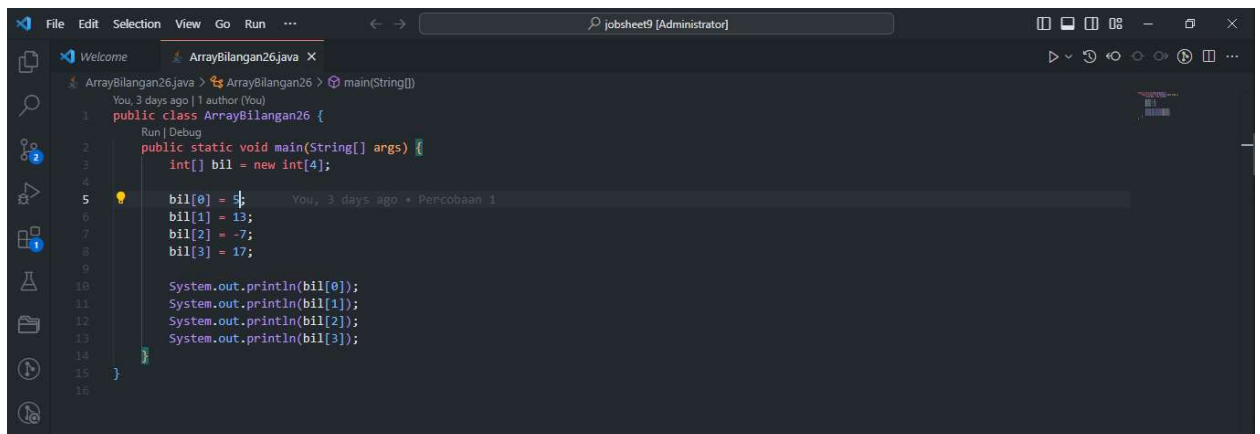 File Edit Selection View Go Run ... jobsheet9 [Administrator]
Welcome ArrayBilangan26.java
ArrayBilangan26.java > ArrayBilangan26 > main(String[])
You, 3 days ago | 1 author (You)
1 public class ArrayBilangan26 {
Run | Debug
2 public static void main(String[] args) {
3 int[] bil = new int[4];
4
5 bil[0] = 5; You, 3 days ago • Percobaan 1
6 bil[1] = 13;
7 bil[2] = -7;
8 bil[3] = 17;
9
10 System.out.println(bil[0]);
11 System.out.println(bil[1]);
12 System.out.println(bil[2]);
13 System.out.println(bil[3]);
14 }
15 }
16
2
1